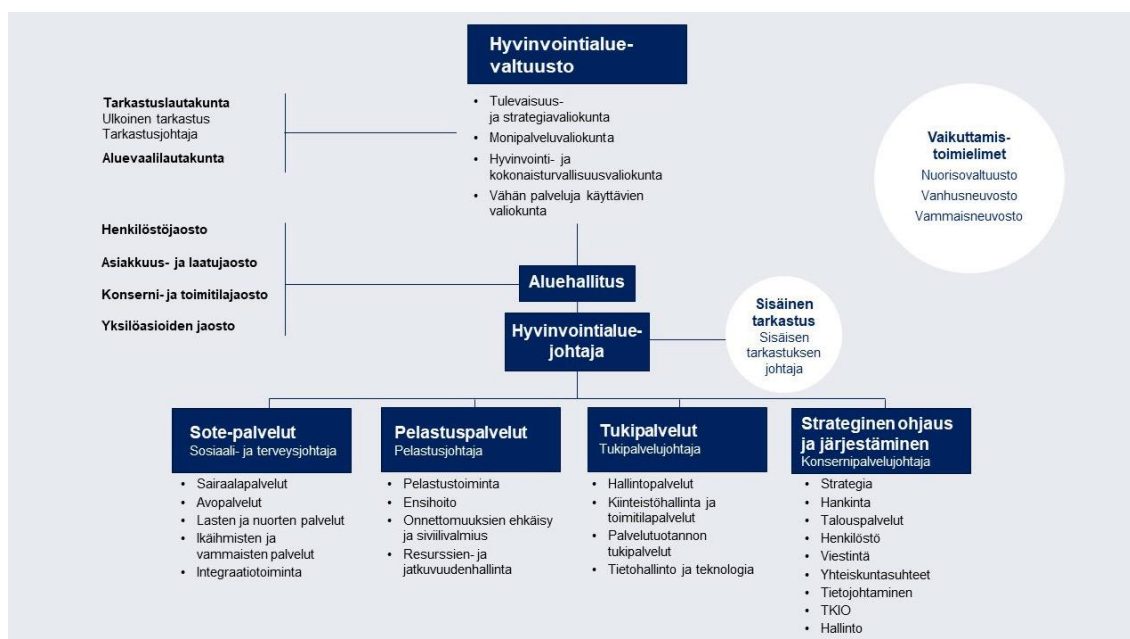 Hyvinvointialue-
valtuusto
• Tulevaisuus-
ja strategiavaliokunta
• Monipalveluvaliokunta
• Hyvinvointi- ja
kokonaisturvallisuusvaliokunta
• Vähän palveluja käyttävien
valiokunta
Tarkastuslautakunta
Ulkoinen tarkastus
Tarkastusjohtaja
Aluevaalilautakunta
Vaikuttamis-
toimielimet
Nuorisovaltuusto
Vanhusneuvosto
Vammaisneuvosto
Henkilöstöjaosto
Asiakkuus- ja laatujaosto
Konserni- ja toimitilajaosto
Yksilöasioiden jaosto
Aluehallitus
Hyvinvointialue-
johtaja
Sisäinen
tarkastus
Sisäisen
tarkastuksen
johtaja
Sote-palvelut
Sosiaali- ja terveysjohtaja
• Sairaalapalvelut
• Avopalvelut
• Lasten ja nuorten palvelut
• Ikäihmisten ja
vammaisten palvelut
• Integraatiotoiminta
Pelastuspalvelut
Pelastusjohtaja
• Pelastustoiminta
• Ensihoito
• Onnettomuuksien ehkäisy
ja siviilivalmius
• Resurssien- ja
jatkuvuudenhallinta
Tukipalvelut
Tukipalvelujohtaja
• Hallintopalvelut
• Kiinteistöhallinta ja
toimitilapalvelut
• Palvelutuotannon
tukipalvelut
• Tietohallinto ja teknologia
Strateginen ohjaus
ja järjestäminen
Konsernipalvelujohtaja
• Strategia
• Hankinta
• Talouspalvelut
• Henkilöstö
• Viestintä
• Yhteiskuntasuhteet
• Tietojohtaminen
• TKIO
• Hallinto